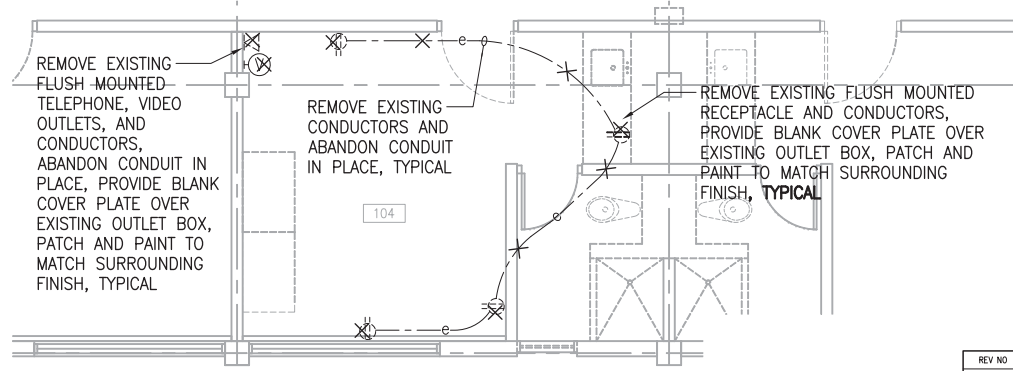 REMOVE EXISTING
FLUSH MOUNTED
TELEPHONE, VIDEO
OUTLETS, AND
CONDUCTORS,
ABANDON CONDUIT IN
PLACE, PROVIDE BLANK
COVER PLATE OVER
EXISTING OUTLET BOX,
PATCH AND PAINT TO
MATCH SURROUNDING
FINISH, TYPICAL
REMOVE EXISTING
CONDUCTORS AND
ABANDON CONDUIT
IN PLACE, TYPICAL
REMOVE EXISTING FLUSH MOUNTED
RECEPTACLE AND CONDUCTORS,
PROVIDE BLANK COVER PLATE OVER
EXISTING OUTLET BOX, PATCH AND
PAINT TO MATCH SURROUNDING
FINISH, TYPICAL
104
e
e
REV NO